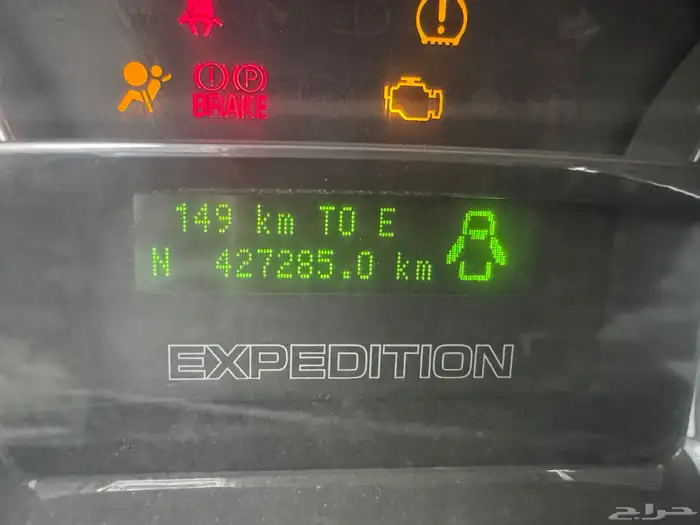 BRAKE
149 km TO E
N 427285.0 km
EXPEDITION
حراج